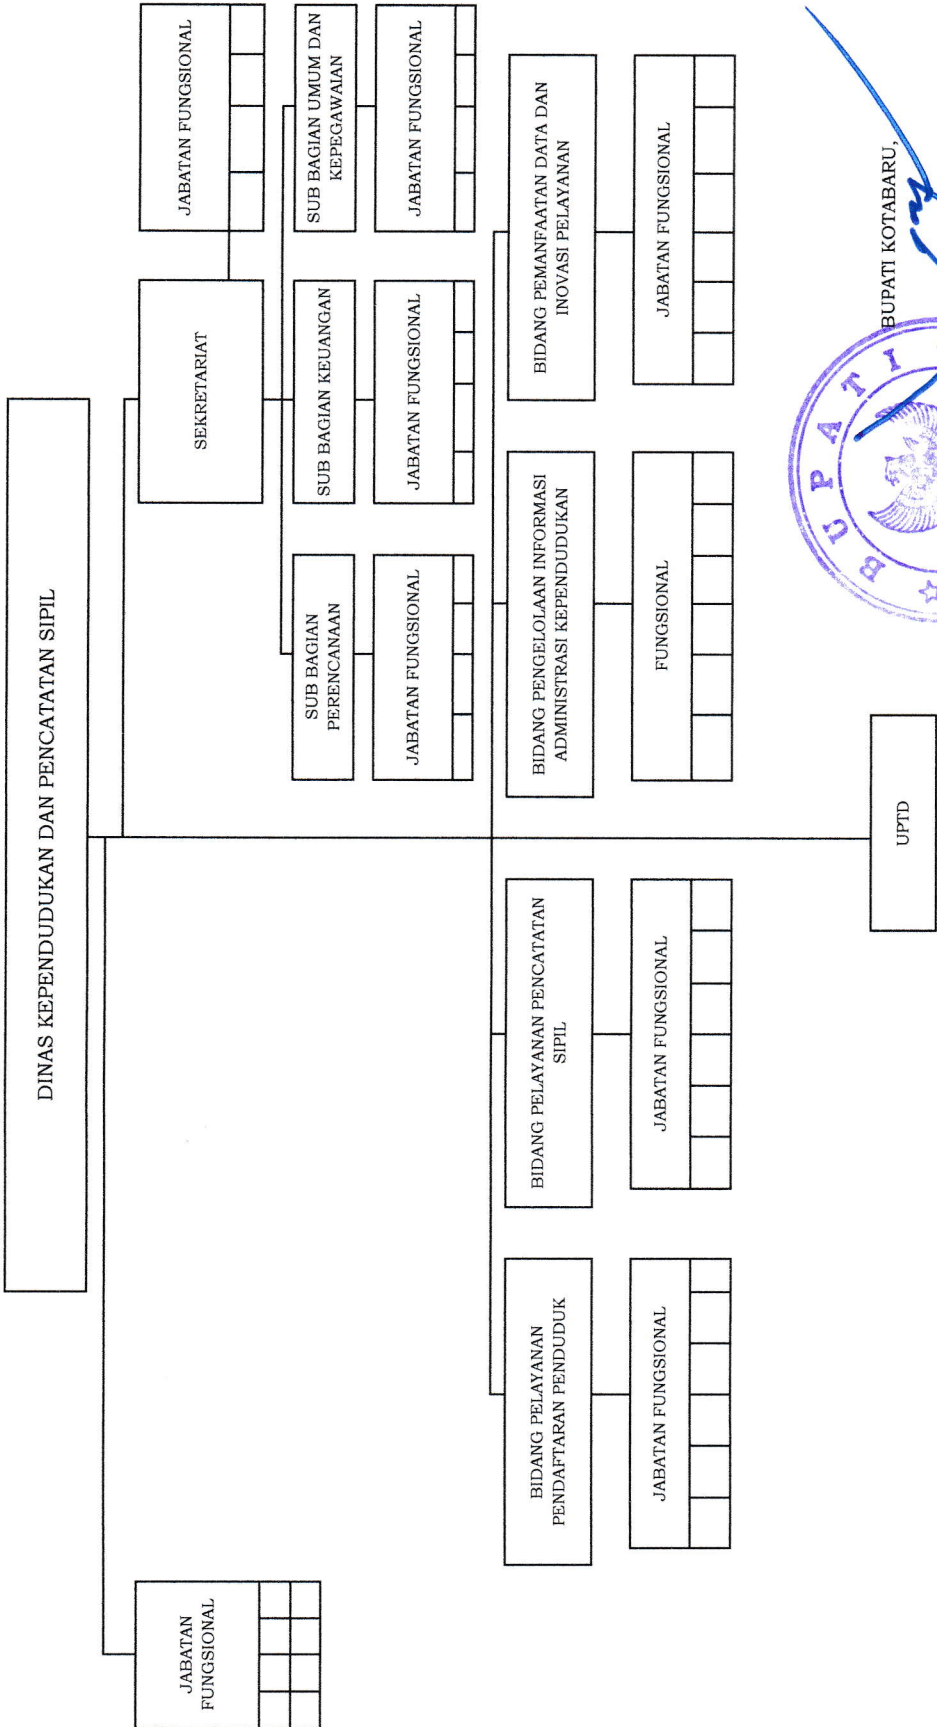 DINAS KEPENDUDUKAN DAN PENCATATAN SIPIL
JABATAN
FUNGSIONAL
SEKRETARIAT
JABATAN FUNGSIONAL
SUB BAGIAN
PERENCANAAN
SUB BAGIAN KEUANGAN
SUB BAGIAN UMUM DAN
KEPEGAWAIAN
JABATAN FUNGSIONAL
JABATAN FUNGSIONAL
JABATAN FUNGSIONAL
BIDANG PELAYANAN
PENDAFTARAN PENDUDUK
BIDANG PELAYANAN PENCATATAN
SIPIL
BIDANG PENGELOLAAN INFORMASI
ADMINISTRASI KEPENDUDUKAN
BIDANG PEMANFAATAN DATA DAN
INOVASI PELAYANAN
JABATAN FUNGSIONAL
JABATAN FUNGSIONAL
FUNGSIONAL
JABATAN FUNGSIONAL
UPTD
BUPATI KOTABARU,
BUPATI